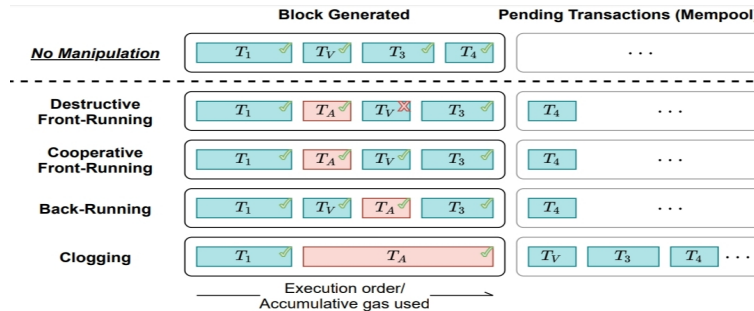 Block Generated Pending Transactions (Mempool
No Manipulation T1 TV T3 T4 ...
Destructive
Front-Running T1 TA TV T3 T4 ...
Cooperative
Front-Running T1 TA TV T3 T4 ...
Back-Running T1 TV TA T3 T4 ...
Clogging T1 TA TV T3 T4 ...
Execution order/
Accumulative gas used